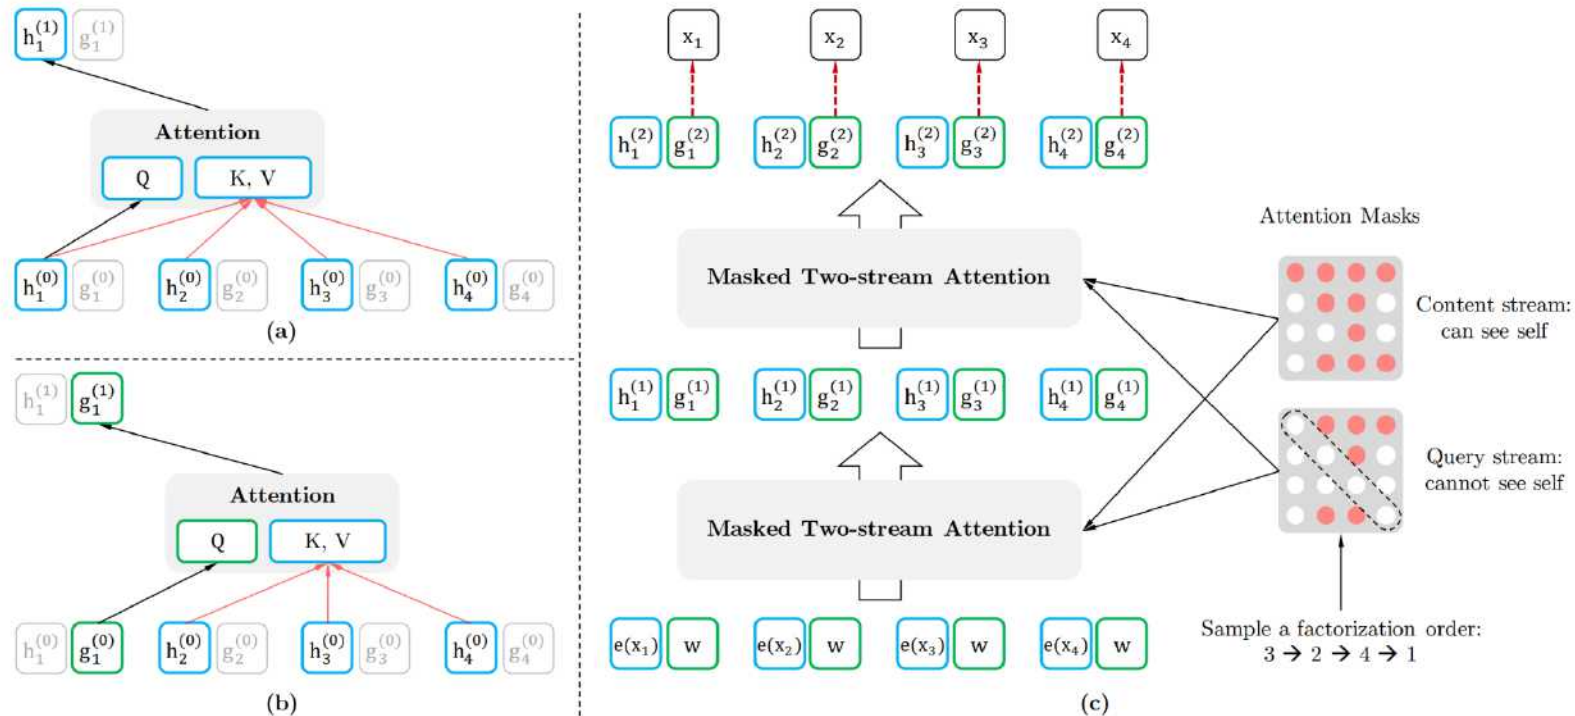 h₁⁽¹⁾ g₁⁽¹⁾
Attention
Q K, V
h₁⁽⁰⁾ g₁⁽⁰⁾ h₂⁽⁰⁾ g₂⁽⁰⁾ h₃⁽⁰⁾ g₃⁽⁰⁾ h₄⁽⁰⁾ g₄⁽⁰⁾
(a)
h₁⁽¹⁾ g₁⁽¹⁾
Attention
Q K, V
h₁⁽⁰⁾ g₁⁽⁰⁾ h₂⁽⁰⁾ g₂⁽⁰⁾ h₃⁽⁰⁾ g₃⁽⁰⁾ h₄⁽⁰⁾ g₄⁽⁰⁾
(b)
x₁ x₂ x₃ x₄
h₁⁽²⁾ g₁⁽²⁾ h₂⁽²⁾ g₂⁽²⁾ h₃⁽²⁾ g₃⁽²⁾ h₄⁽²⁾ g₄⁽²⁾
Masked Two-stream Attention
h₁⁽¹⁾ g₁⁽¹⁾ h₂⁽¹⁾ g₂⁽¹⁾ h₃⁽¹⁾ g₃⁽¹⁾ h₄⁽¹⁾ g₄⁽¹⁾
Masked Two-stream Attention
e(x₁) w e(x₂) w e(x₃) w e(x₄) w
(c)
Attention Masks
Content stream:
can see self
Query stream:
cannot see self
Sample a factorization order:
3 → 2 → 4 → 1